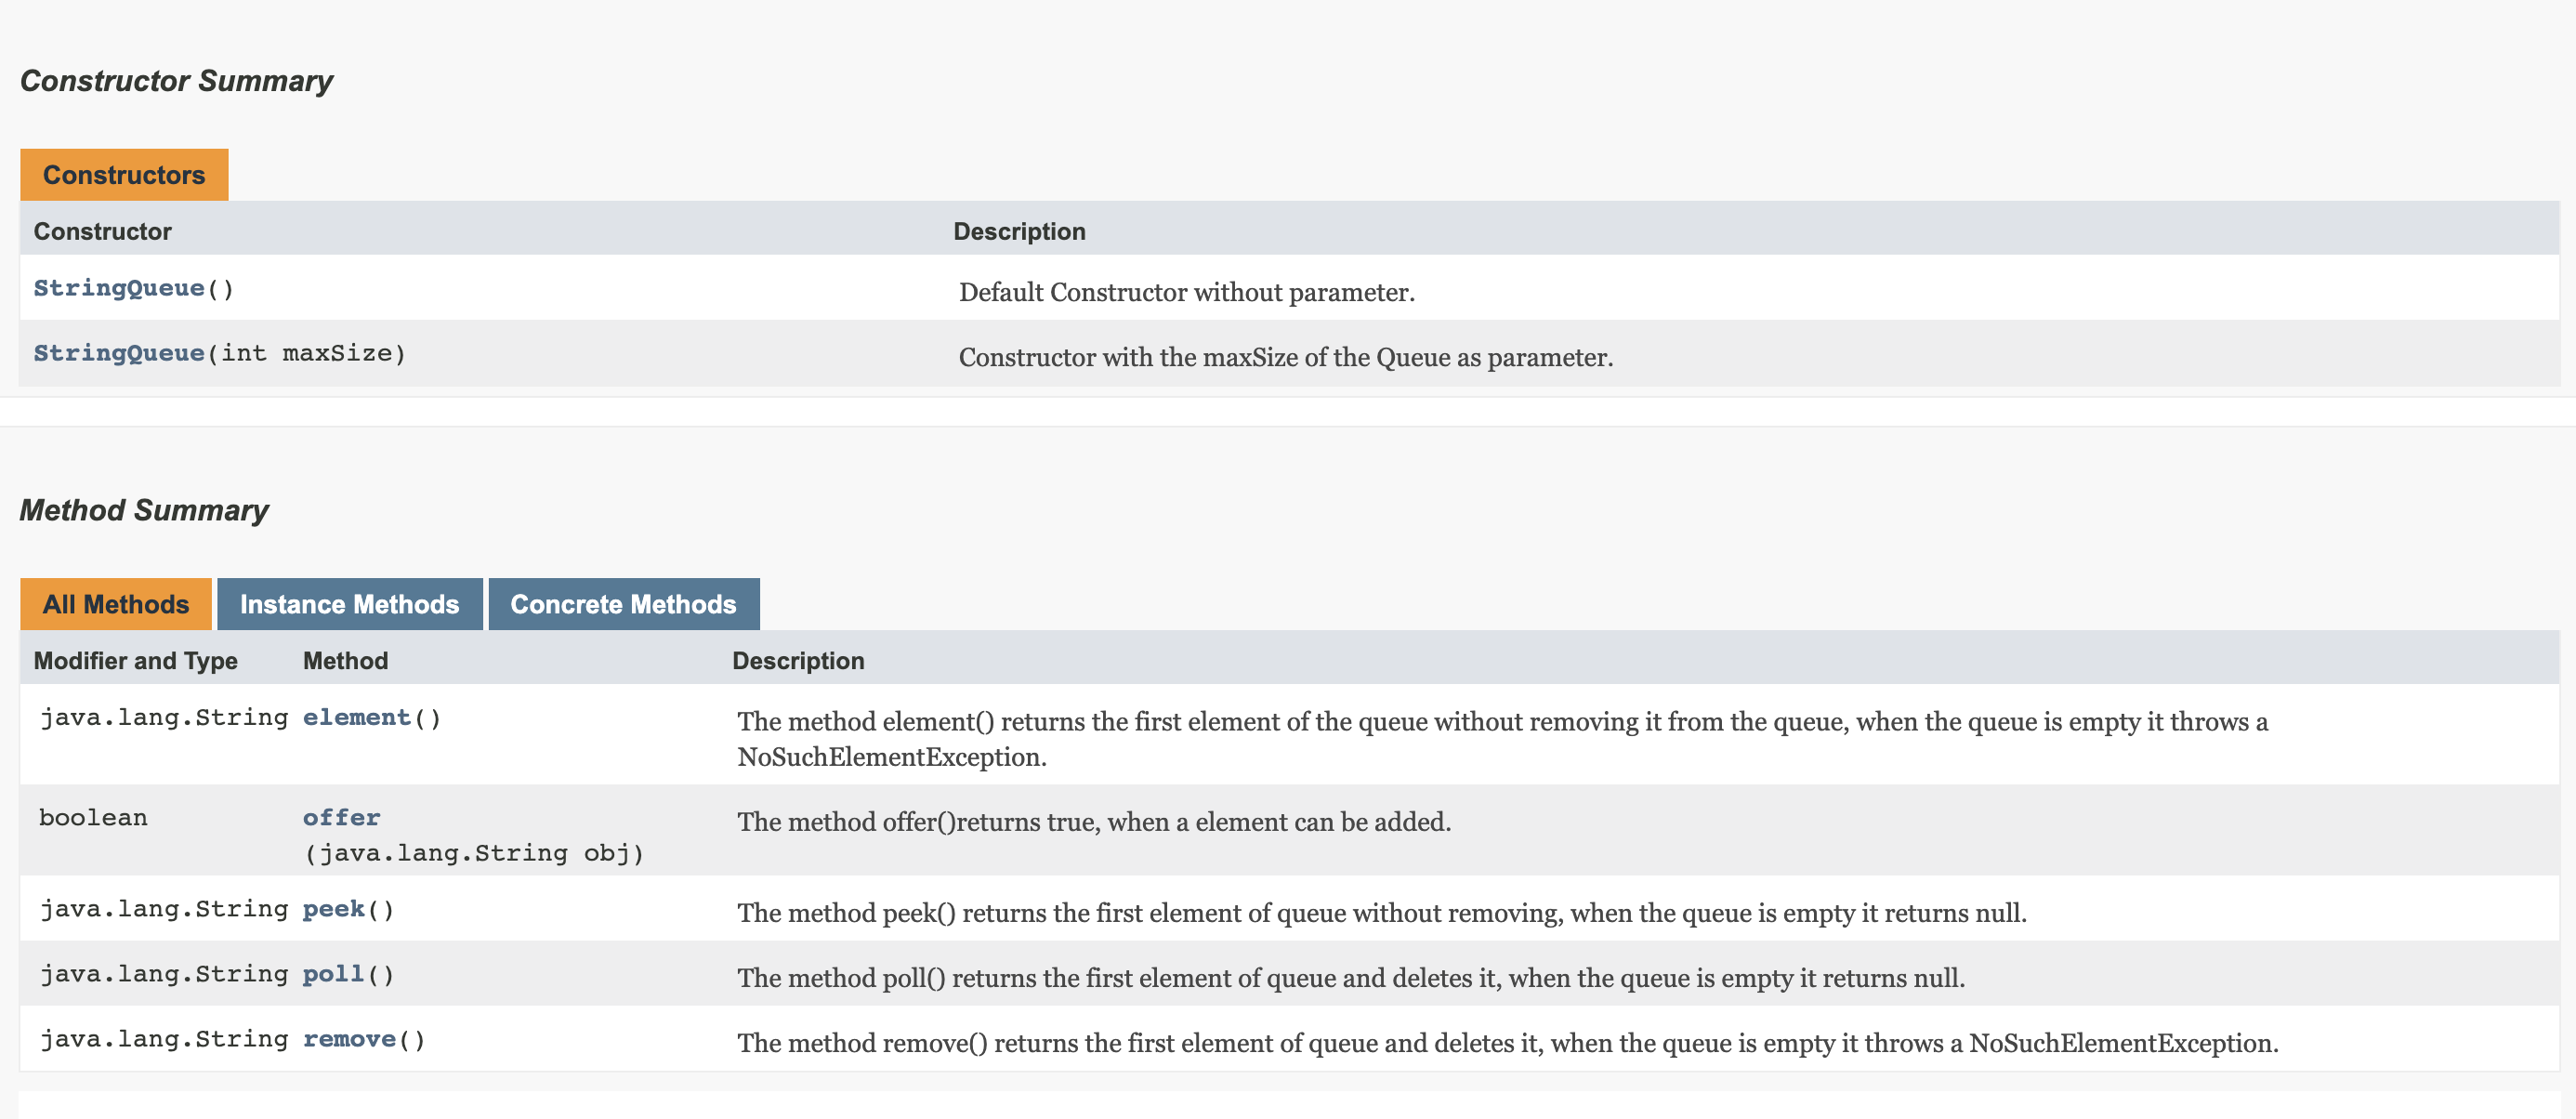 Constructor Summary
Constructors
Constructor Description
StringQueue() Default Constructor without parameter.
StringQueue(int maxSize) Constructor with the maxSize of the Queue as parameter.
Method Summary
All Methods Instance Methods Concrete Methods
Modifier and Type Method Description
java.lang.String element() The method element() returns the first element of the queue without removing it from the queue, when the queue is empty it throws a
NoSuchElementException.
boolean offer The method offer()returns true, when a element can be added.
(java.lang.String obj)
java.lang.String peek() The method peek() returns the first element of queue without removing, when the queue is empty it returns null.
java.lang.String poll() The method poll() returns the first element of queue and deletes it, when the queue is empty it returns null.
java.lang.String remove() The method remove() returns the first element of queue and deletes it, when the queue is empty it throws a NoSuchElementException.